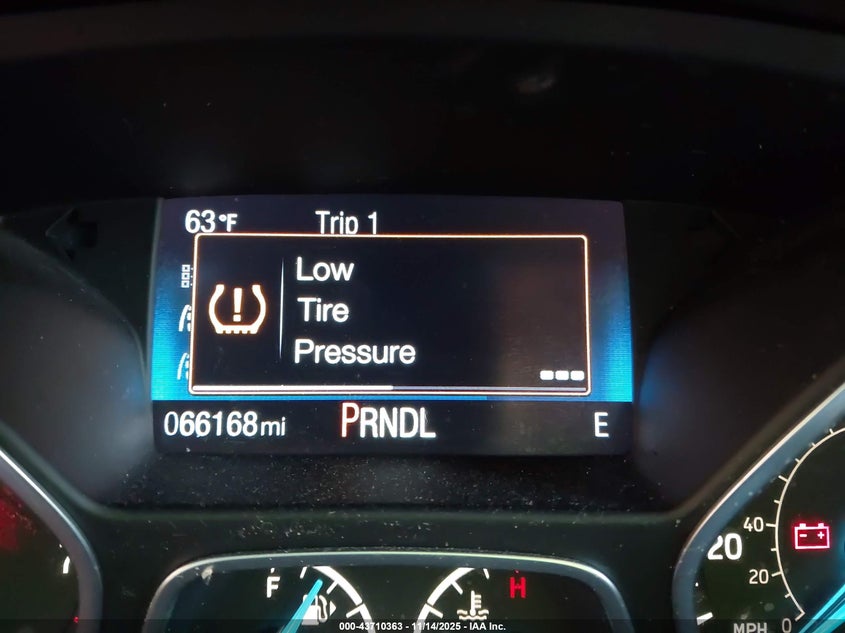 63°F Trip 1
Low
Tire
Pressure
066168mi PRNDL E
F H
40
20
20
MPH 0
000-43710363 - 11/14/2025 - IAA Inc.